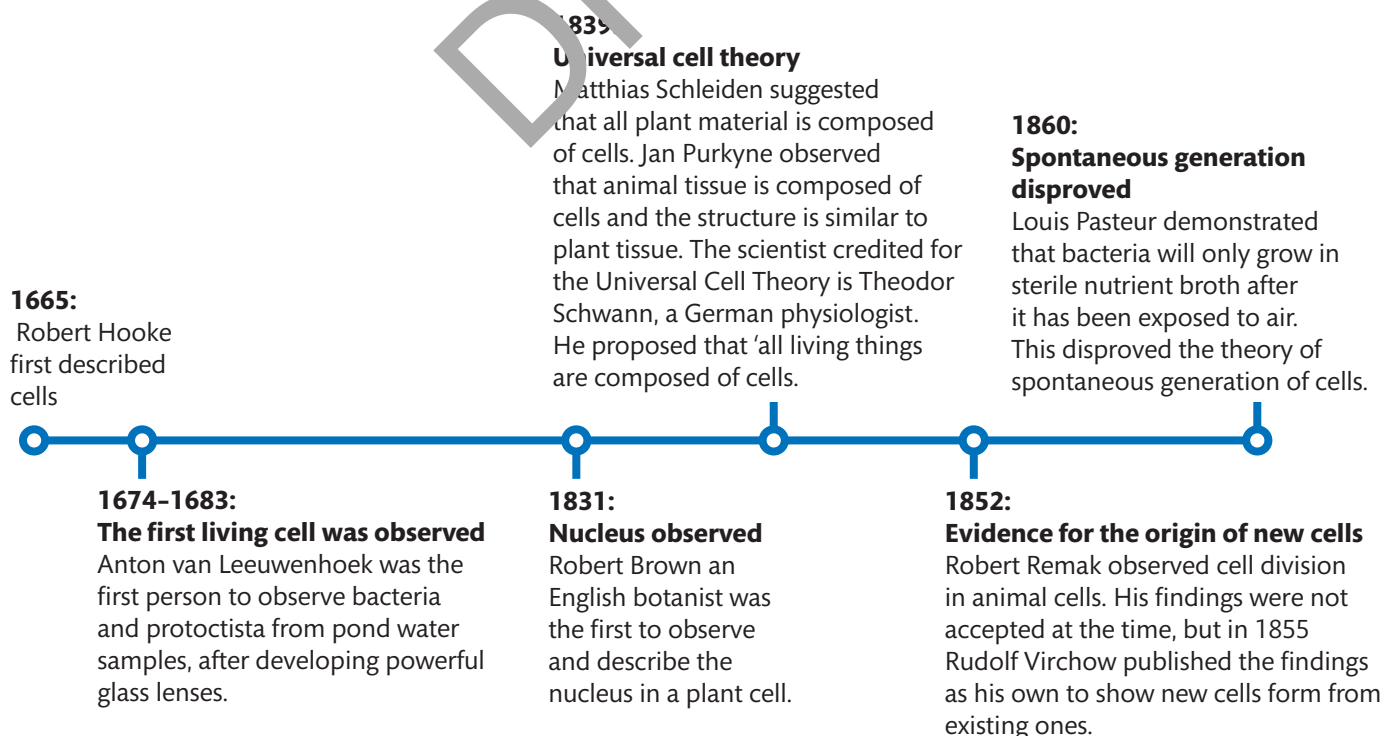 1665:
Robert Hooke
first described
cells
1674–1683:
The first living cell was observed
Anton van Leeuwenhoek was the
first person to observe bacteria
and protoctista from pond water
samples, after developing powerful
glass lenses.
1831:
Nucleus observed
Robert Brown an
English botanist was
the first to observe
and describe the
nucleus in a plant cell.
1839
Universal cell theory
Matthias Schleiden suggested
that all plant material is composed
of cells. Jan Purkyne observed
that animal tissue is composed of
cells and the structure is similar to
plant tissue. The scientist credited for
the Universal Cell Theory is Theodor
Schwann, a German physiologist.
He proposed that ‘all living things
are composed of cells.
1852:
Evidence for the origin of new cells
Robert Remak observed cell division
in animal cells. His findings were not
accepted at the time, but in 1855
Rudolf Virchow published the findings
as his own to show new cells form from
existing ones.
1860:
Spontaneous generation
disproved
Louis Pasteur demonstrated
that bacteria will only grow in
sterile nutrient broth after
it has been exposed to air.
This disproved the theory of
spontaneous generation of cells.